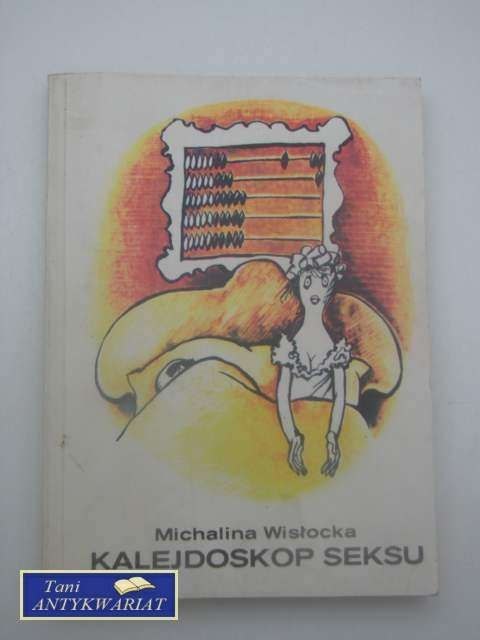 Michalina Wisłocka
KALEJDOSKOP SEKSU
Tani
ANTYKWARIAT